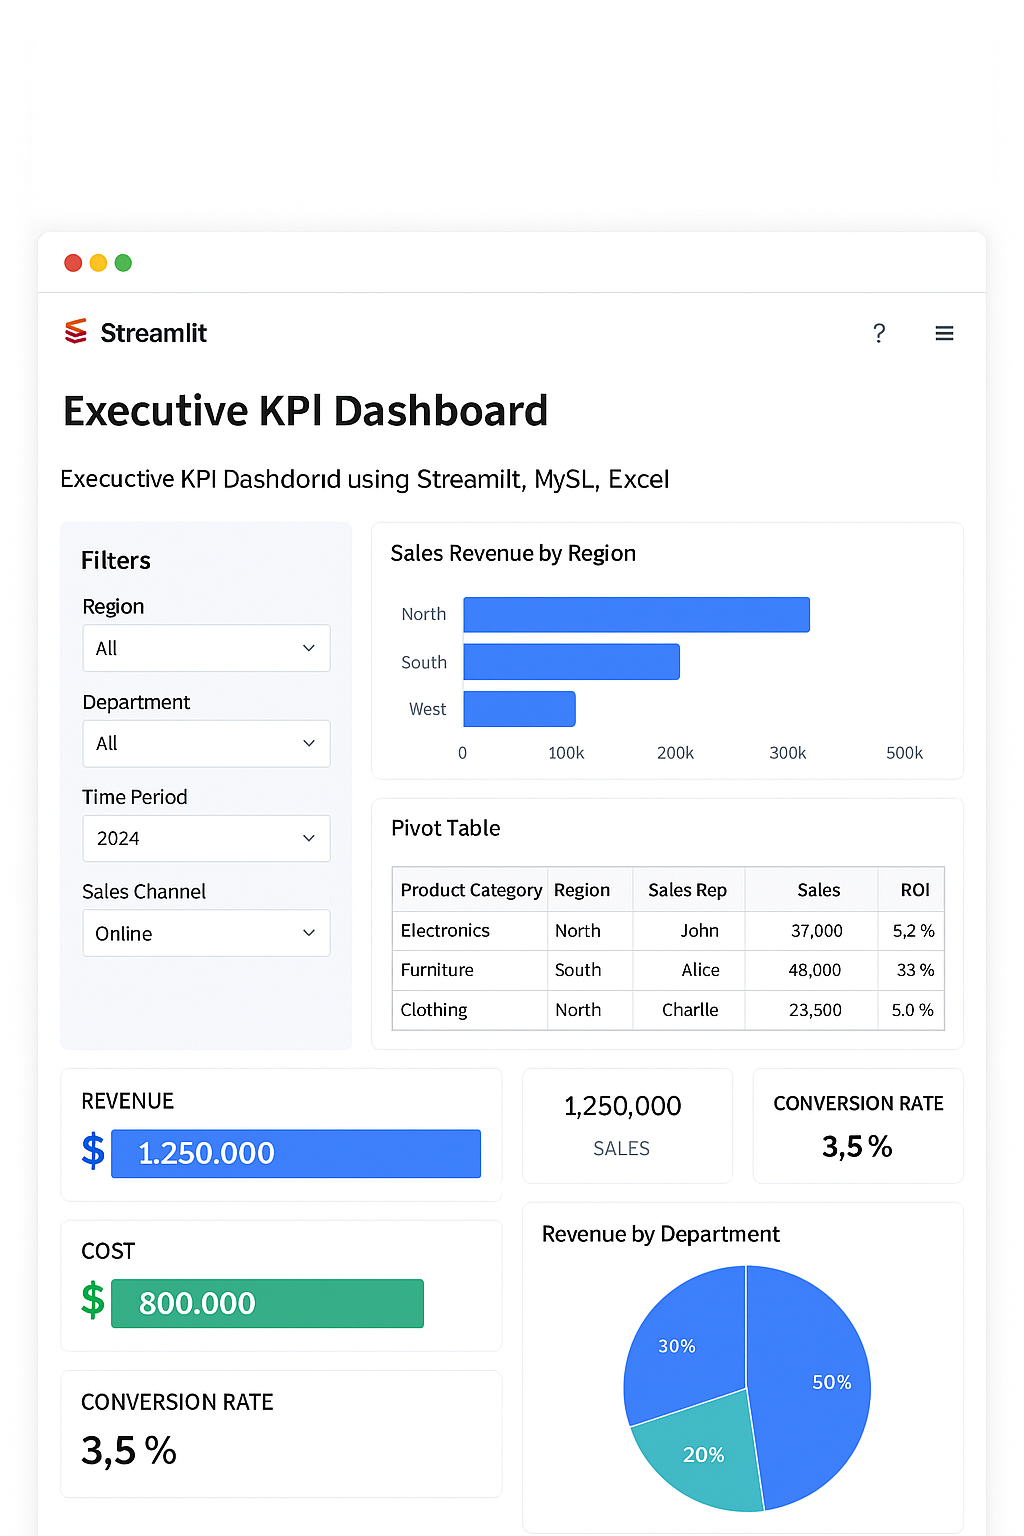 Streamlit
?
Executive KPI Dashboard
Execuctive KPI Dashdorıd using Streamilt, MySL, Excel
Filters
Region
All
Department
All
Time Period
2024
Sales Channel
Online
Sales Revenue by Region
North
South
West
0 100k 200k 300k 500k
Pivot Table
Product Category Region Sales Rep Sales ROI
Electronics North John 37,000 5,2 %
Furniture South Alice 48,000 33 %
Clothing North Charlle 23,500 5.0 %
REVENUE
$ 1.250.000
1,250,000
SALES
CONVERSION RATE
3,5 %
COST
$ 800.000
CONVERSION RATE
3,5 %
Revenue by Department
30%
50%
20%